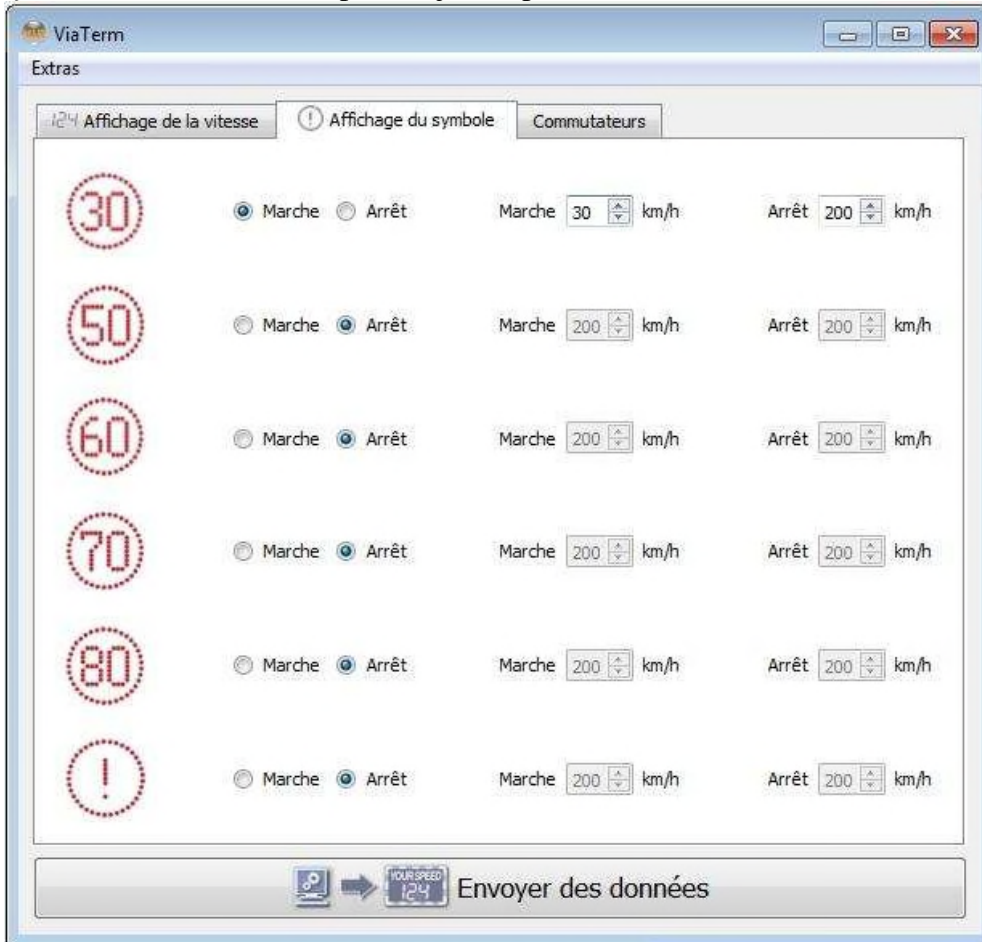 ViaTerm
Extras
124 Affichage de la vitesse ! Affichage du symbole Commutateurs
30 Marche Arrêt Marche 30 km/h Arrêt 200 km/h
50 Marche Arrêt Marche 200 km/h Arrêt 200 km/h
60 Marche Arrêt Marche 200 km/h Arrêt 200 km/h
70 Marche Arrêt Marche 200 km/h Arrêt 200 km/h
80 Marche Arrêt Marche 200 km/h Arrêt 200 km/h
! Marche Arrêt Marche 200 km/h Arrêt 200 km/h
YOUR SPEED
124 Envoyer des données